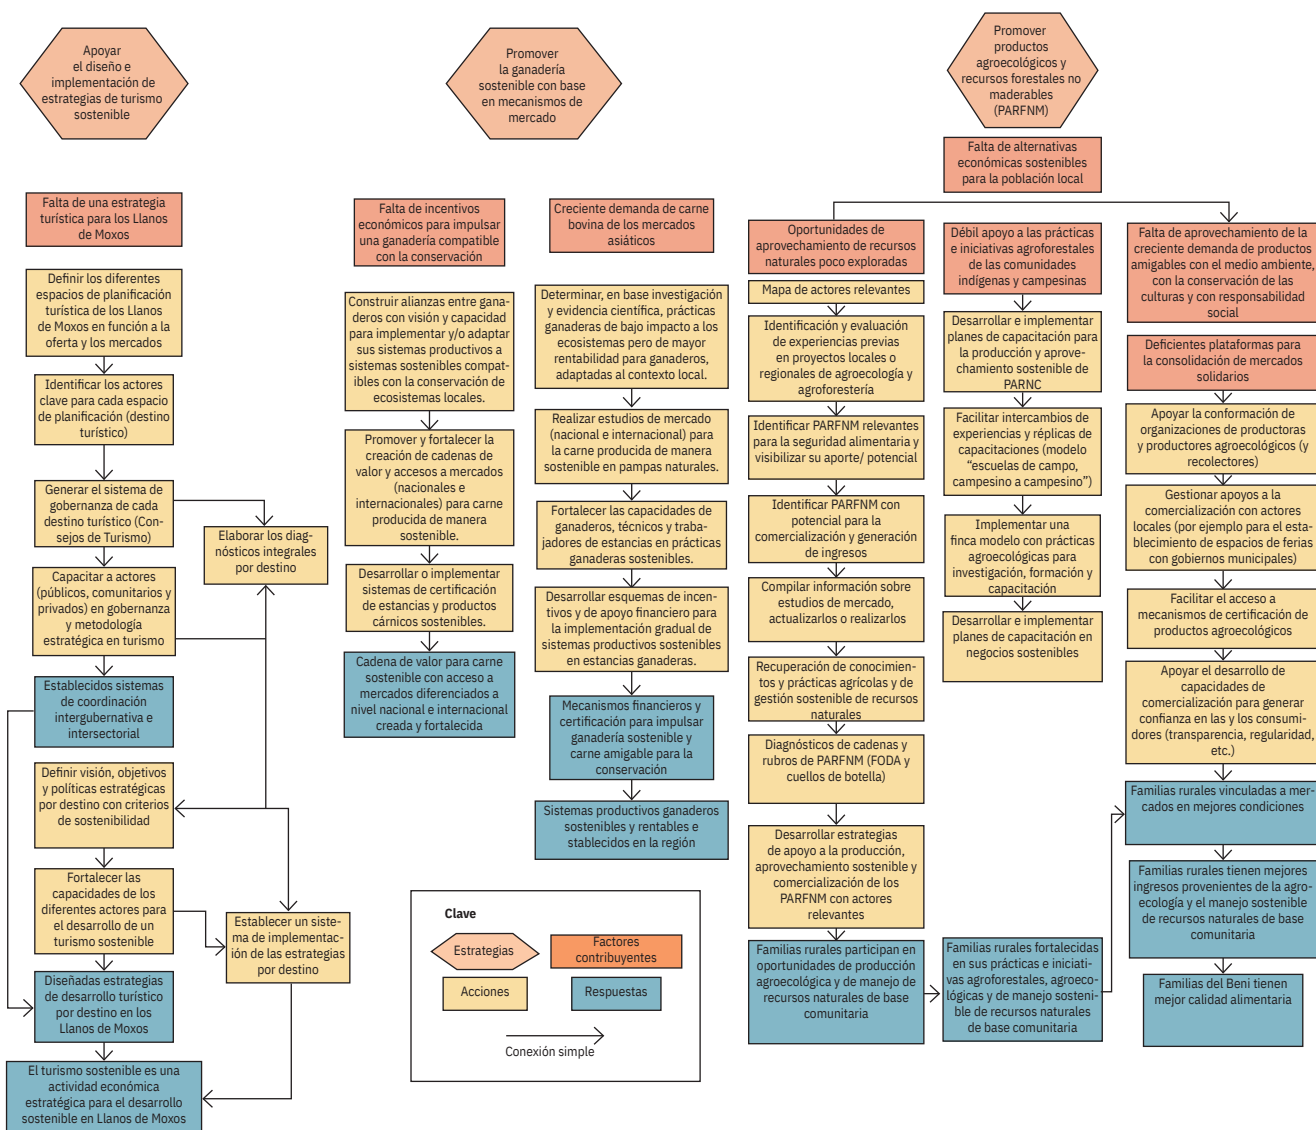 Apoyar
el diseño e
implementación de
estrategias de turismo
sostenible
Falta de una estrategia
turística para los Llanos
de Moxos
Definir los diferentes
espacios de planificación
turística de los Llanos
de Moxos en función a la
oferta y los mercados
Identificar los actores
clave para cada espacio
de planificación (destino
turístico)
Generar el sistema de
gobernanza de cada
destino turístico (Con-
sejos de Turismo)
Elaborar los diag-
nósticos integrales
por destino
Capacitar a actores
(públicos, comunitarios y
privados) en gobernanza
y metodología
estratégica en turismo
Establecidos sistemas
de coordinación
intergubernativa e
intersectorial
Definir visión, objetivos
y políticas estratégicas
por destino con criterios
de sostenibilidad
Fortalecer las
capacidades de los
diferentes actores para
el desarrollo de un
turismo sostenible
Establecer un siste-
ma de implementac-
ión de las estrategias
por destino
Diseñadas estrategias
de desarrollo turístico
por destino en los
Llanos de Moxos
El turismo sostenible es una
actividad económica
estratégica para el desarrollo
sostenible en Llanos de Moxos
Promover
la ganadería
sostenible con base
en mecanismos de
mercado
Falta de incentivos
económicos para impulsar
una ganadería compatible
con la conservación
Construir alianzas entre gana-
deros con visión y capacidad
para implementar y/o adaptar
sus sistemas productivos a
sistemas sostenibles compat-
ibles con la conservación de
ecosistemas locales.
Promover y fortalecer la
creación de cadenas de
valor y accesos a mercados
(nacionales e
internacionales) para carne
producida de manera
sostenible.
Desarrollar o implementar
sistemas de certificación
de estancias y productos
cárnicos sostenibles.
Cadena de valor para carne
sostenible con acceso a
mercados diferenciados a
nivel nacional e internacional
creada y fortalecida
Creciente demanda de carne
bovina de los mercados
asiáticos
Determinar, en base investigación
y evidencia científica, prácticas
ganaderas de bajo impacto a los
ecosistemas pero de mayor
rentabilidad para ganaderos,
adaptadas al contexto local.
Realizar estudios de mercado
(nacional e internacional) para
la carne producida de manera
sostenible en pampas naturales.
Fortalecer las capacidades de
ganaderos, técnicos y traba-
jadores de estancias en prácticas
ganaderas sostenibles.
Desarrollar esquemas de incent-
ivos y de apoyo financiero para
la implementación gradual de
sistemas productivos sostenibles
en estancias ganaderas.
Mecanismos financieros y
certificación para impulsar
ganadería sostenible y
carne amigable para la
conservación
Sistemas productivos ganaderos
sostenibles y rentables e
stablecidos en la región
Clave
Estrategias
Factores
contribuyentes
Acciones
Respuestas
Conexión simple
Promover
productos
agroecológicos y
recursos forestales no
maderables
(PARFNM)
Falta de alternativas
económicas sostenibles
para la población local
Oportunidades de
aprovechamiento de recursos
naturales poco exploradas
Mapa de actores relevantes
Identificación y evaluación
de experiencias previas
en proyectos locales o
regionales de agroecología y
agroforestería
Identificar PARFNM relevantes
para la seguridad alimentaria y
visibilizar su aporte/ potencial
Identificar PARFNM con
potencial para la
comercialización y generación
de ingresos
Compilar información sobre
estudios de mercado,
actualizarlos o realizarlos
Recuperación de conocimien-
tos y prácticas agrícolas y de
gestión sostenible de recursos
naturales
Diagnósticos de cadenas y
rubros de PARFNM (FODA y
cuellos de botella)
Desarrollar estrategias
de apoyo a la producción,
aprovechamiento sostenible y
comercialización de los
PARFNM con actores
relevantes
Familias rurales participan en
oportunidades de producción
agroecológica y de manejo de
recursos naturales de base
comunitaria
Débil apoyo a las prácticas
e iniciativas agroforestales
de las comunidades
indígenas y campesinas
Desarrollar e implementar
planes de capacitación para
la producción y aprove-
chamiento sostenible de
PARNC
Facilitar intercambios de
experiencias y réplicas de
capacitaciones (modelo
“escuelas de campo,
campesino a campesino”)
Implementar una
finca modelo con prácticas
agroecológicas para
investigación, formación y
capacitación
Desarrollar e implementar
planes de capacitación en
negocios sostenibles
Familias rurales fortalecidas
en sus prácticas e iniciat-
ivas agroforestales, agroec-
ológicas y de manejo sosteni-
ble de recursos naturales
de base comunitaria
Falta de aprovechamiento de la
creciente demanda de productos
amigables con el medio ambiente,
con la conservación de las
culturas y con responsabilidad
social
Deficientes plataformas para
la consolidación de mercados
solidarios
Apoyar la conformación de
organizaciones de productoras
y productores agroecológicos (y
recolectores)
Gestionar apoyos a la
comercialización con actores
locales (por ejemplo para el esta-
blecimiento de espacios de ferias
con gobiernos municipales)
Facilitar el acceso a
mecanismos de certificación de
productos agroecológicos
Apoyar el desarrollo de
capacidades de
comercialización para generar
confianza en las y los consumi-
dores (transparencia, regularidad,
etc.)
Familias rurales vinculadas a mer-
cados en mejores condiciones
Familias rurales tienen mejores
ingresos provenientes de la agro-
ecología y el manejo sostenible
de recursos naturales de base
comunitaria
Familias del Beni tienen
mejor calidad alimentaria